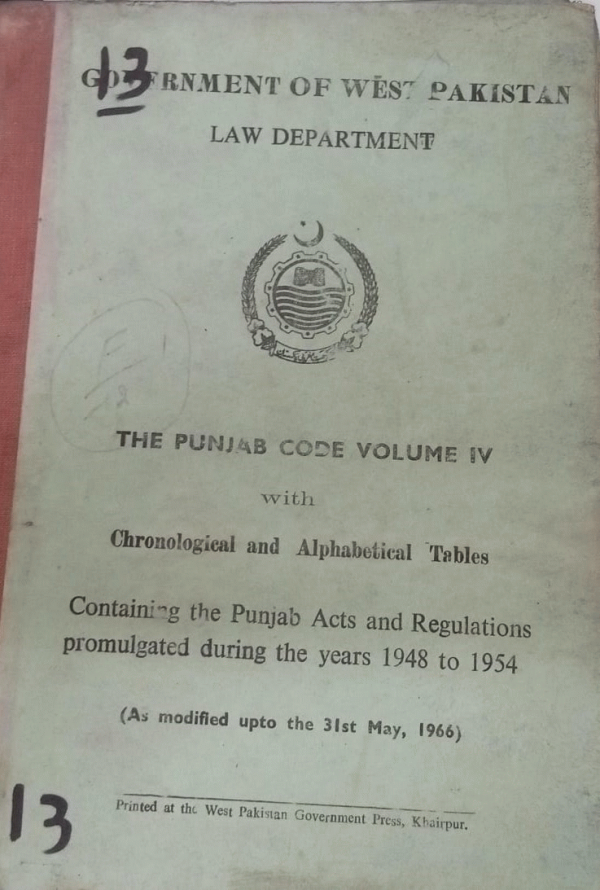 13
GOVERNMENT OF WEST PAKISTAN
LAW DEPARTMENT
THE PUNJAB CODE VOLUME IV
with
Chronological and Alphabetical Tables
Containing the Punjab Acts and Regulations
promulgated during the years 1948 to 1954
(As modified upto the 31st May, 1966)
Printed at the West Pakistan Government Press, Khairpur.
13